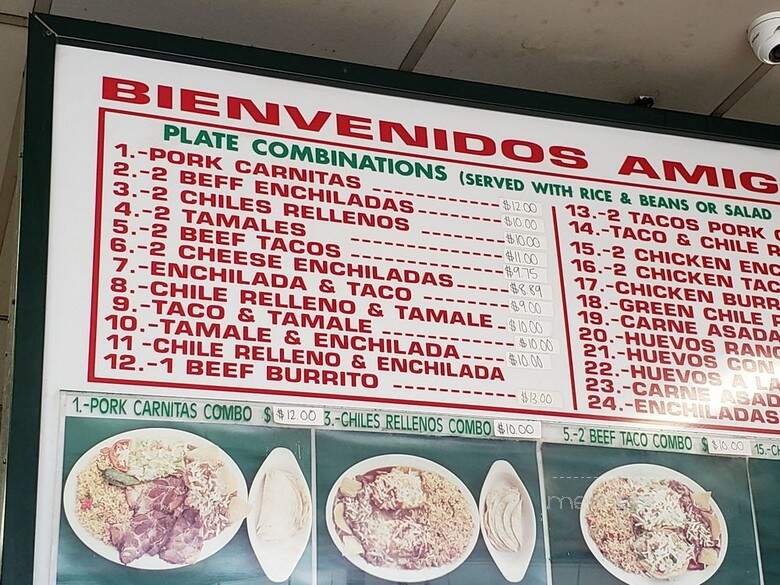 BIENVENIDOS AMIG
PLATE COMBINATIONS (SERVED WITH RICE & BEANS OR SALAD
1.-PORK CARNITAS $12.00
2.-2 BEFF ENCHILADAS $10.00
3.-2 CHILES RELLENOS $10.00
4.-2 TAMALES $11.00
5.-2 BEEF TACOS $9.75
6.-2 CHEESE ENCHILADAS $8.89
7.-ENCHILADA & TACO $9.00
8.-CHILE RELLENO & TAMALE $10.00
9.-TACO & TAMALE $10.00
10.-TAMALE & ENCHILADA $10.00
11-CHILE RELLENO & ENCHILADA
12.-1 BEEF BURRITO $13.00
13.-2 TACOS PORK
14.-TACO & CHILE
15.-2 CHICKEN ENC
16.-2 CHICKEN TAC
17.-CHICKEN BURR
18.-GREEN CHILE
19.-CARNE ASADA
20.-HUEVOS RANC
21.-HUEVOS CON
22.-HUEVOS A LA
23.-CARNE ASAD
24.-ENCHILADAS
1.-PORK CARNITAS COMBO $ $12.00
3.-CHILES RELLENOS COMBO $10.00
5.-2 BEEF TACO COMBO $ $10.00
15.-CH